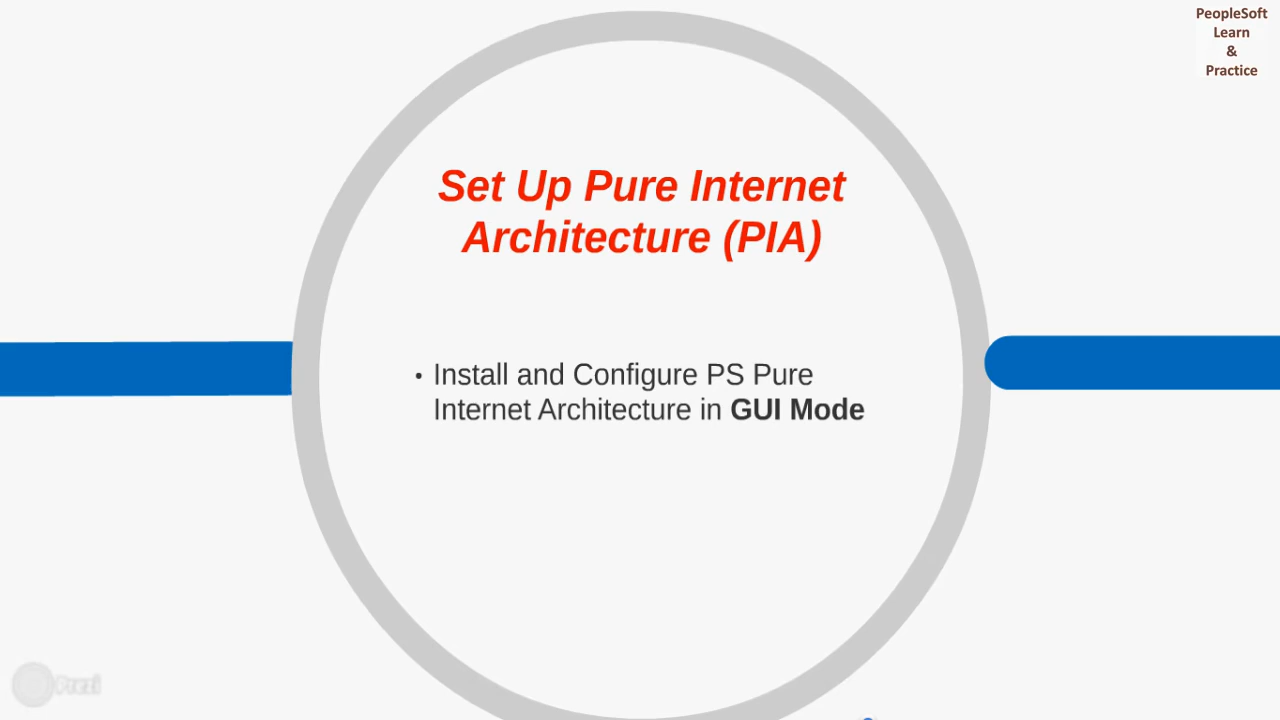 PeopleSoft
Learn
&
Practice
Set Up Pure Internet
Architecture (PIA)
• Install and Configure PS Pure
Internet Architecture in GUI Mode
Prezi